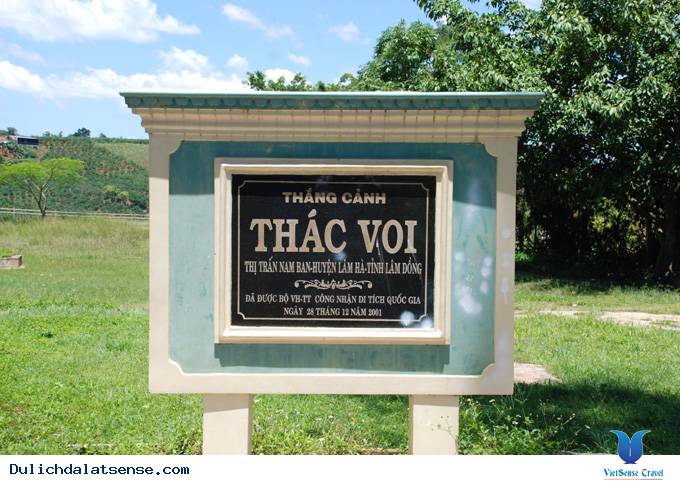 THẮNG CẢNH
THÁC VOI
THỊ TRẤN NAM BAN-HUYỆN LÂM HÀ-TỈNH LÂM ĐỒNG
ĐÃ ĐƯỢC BỘ VH-TT CÔNG NHẬN DI TÍCH QUỐC GIA
NGÀY 28 THÁNG 12 NĂM 2001
Dulichdalatsense.com
VietSense Travel